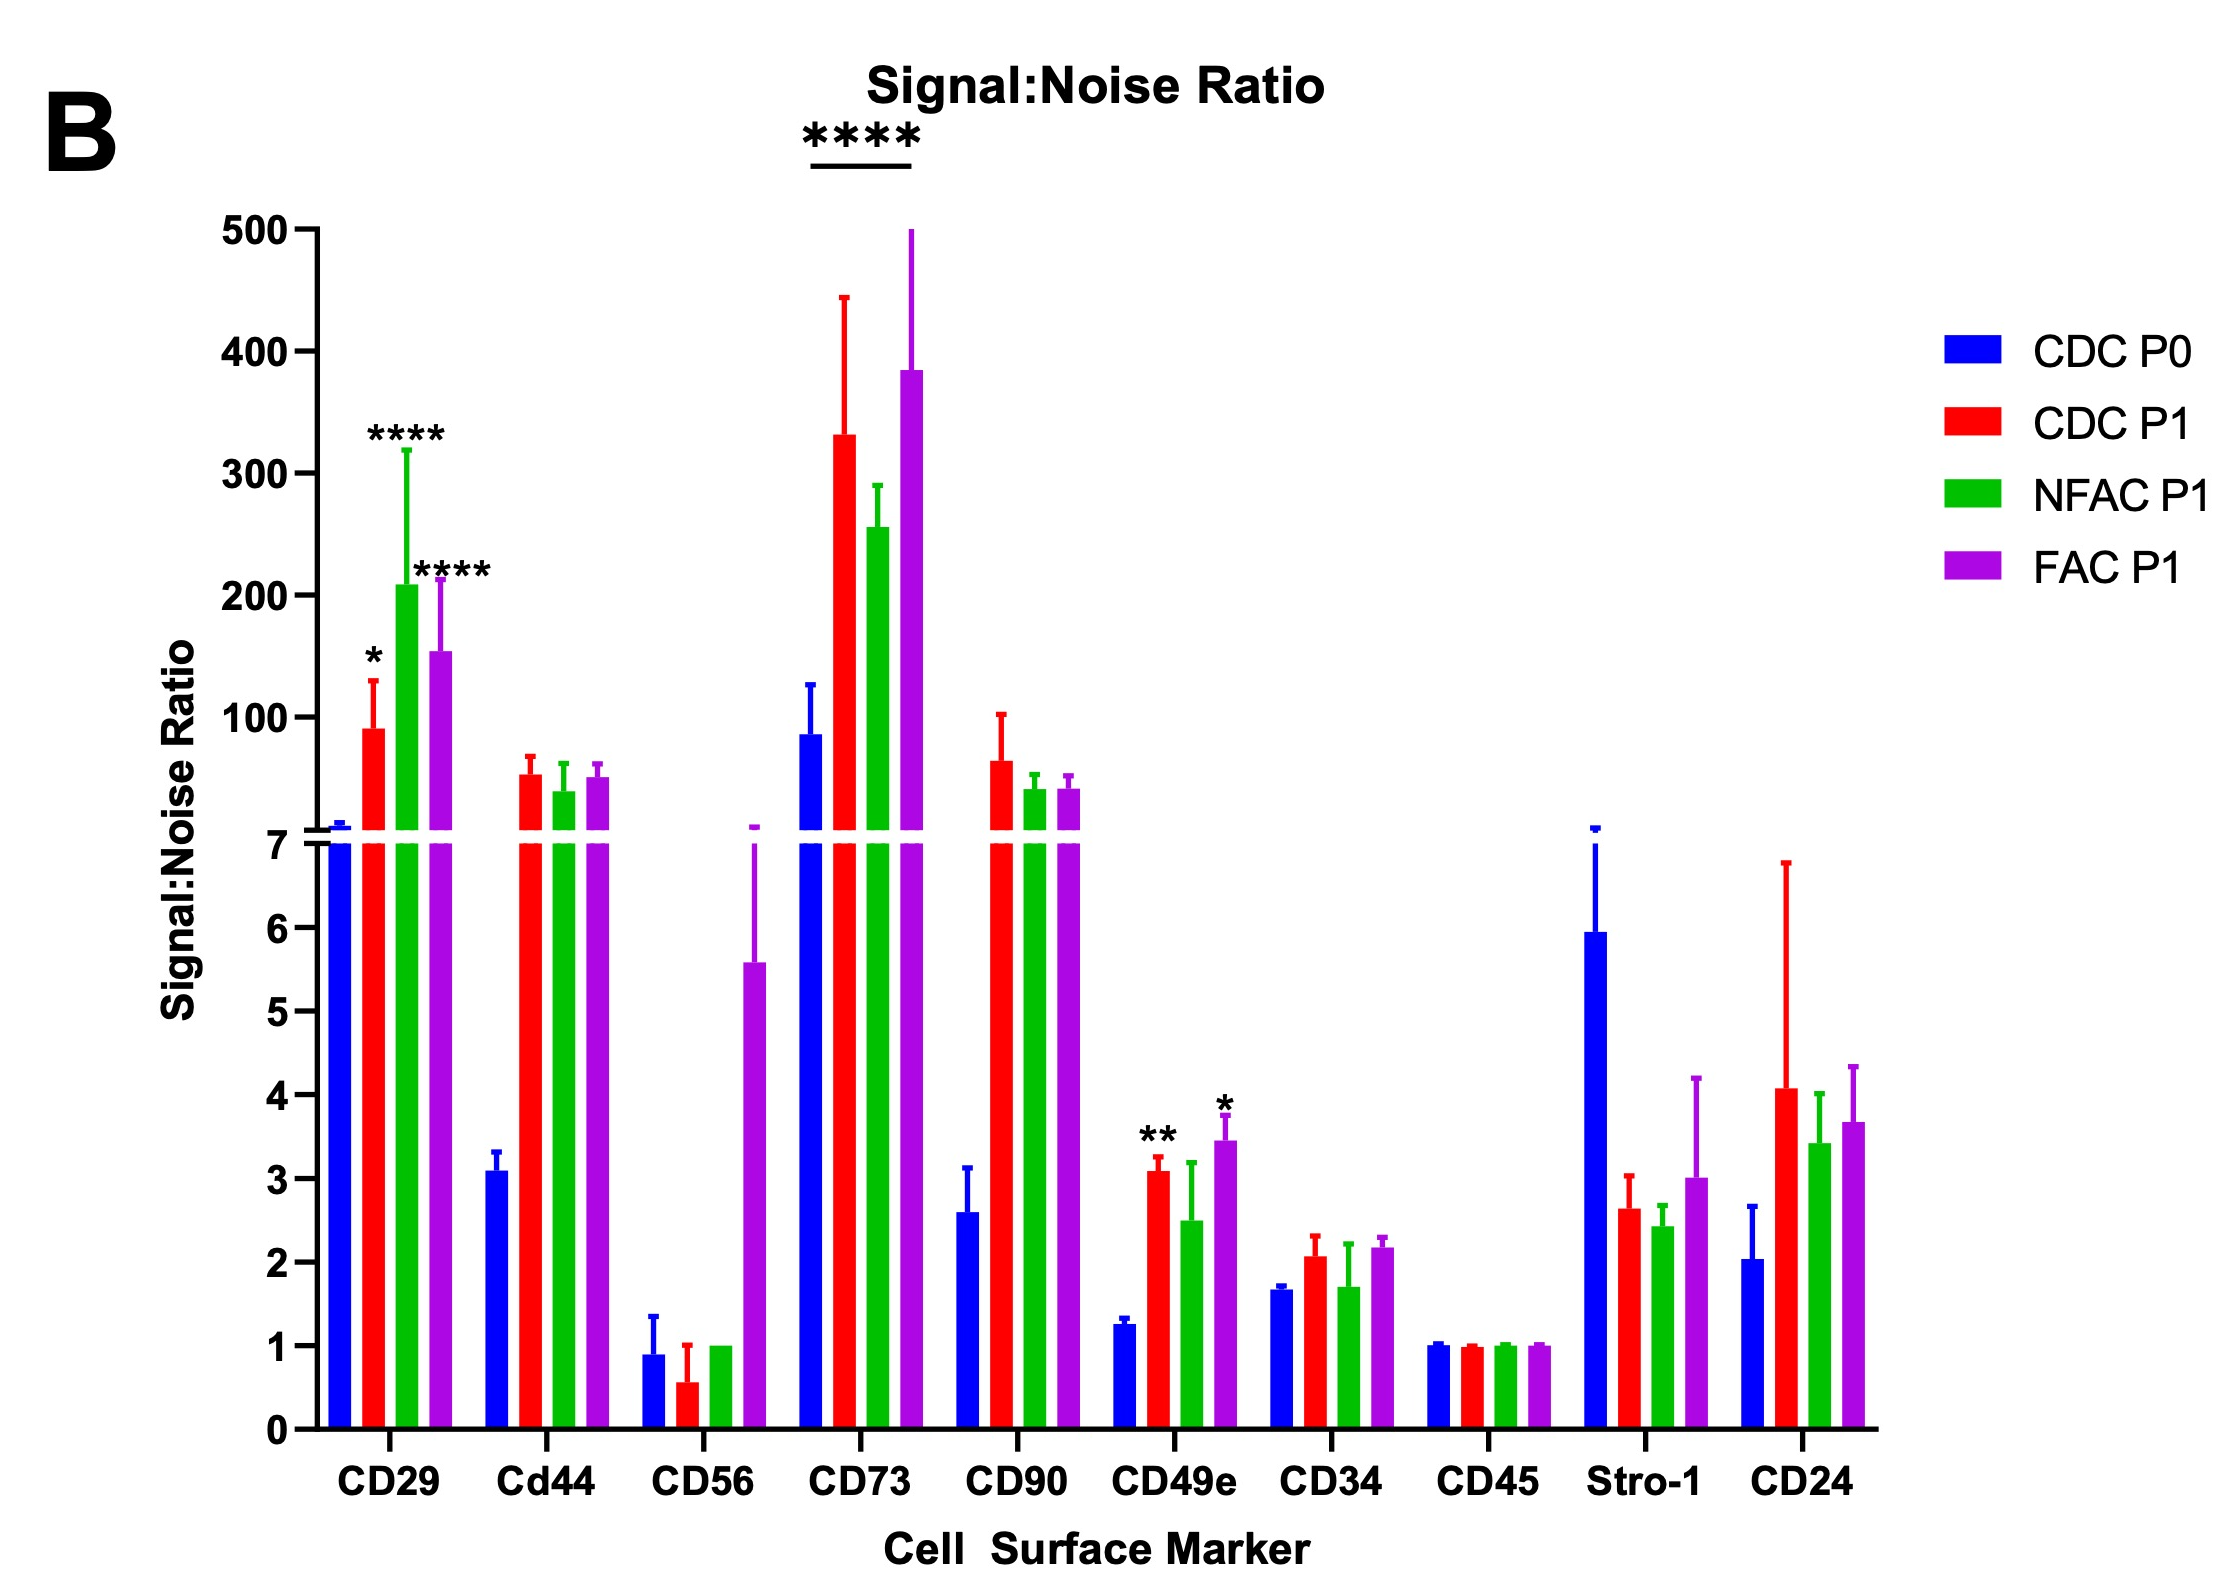 B
Signal:Noise Ratio
****
500
400
300
200
100
7
6
5
4
3
2
1
0
Signal:Noise Ratio
*
****
****
**
*
CD29 Cd44 CD56 CD73 CD90 CD49e CD34 CD45 Stro-1 CD24
Cell Surface Marker
CDC P0
CDC P1
NFAC P1
FAC P1